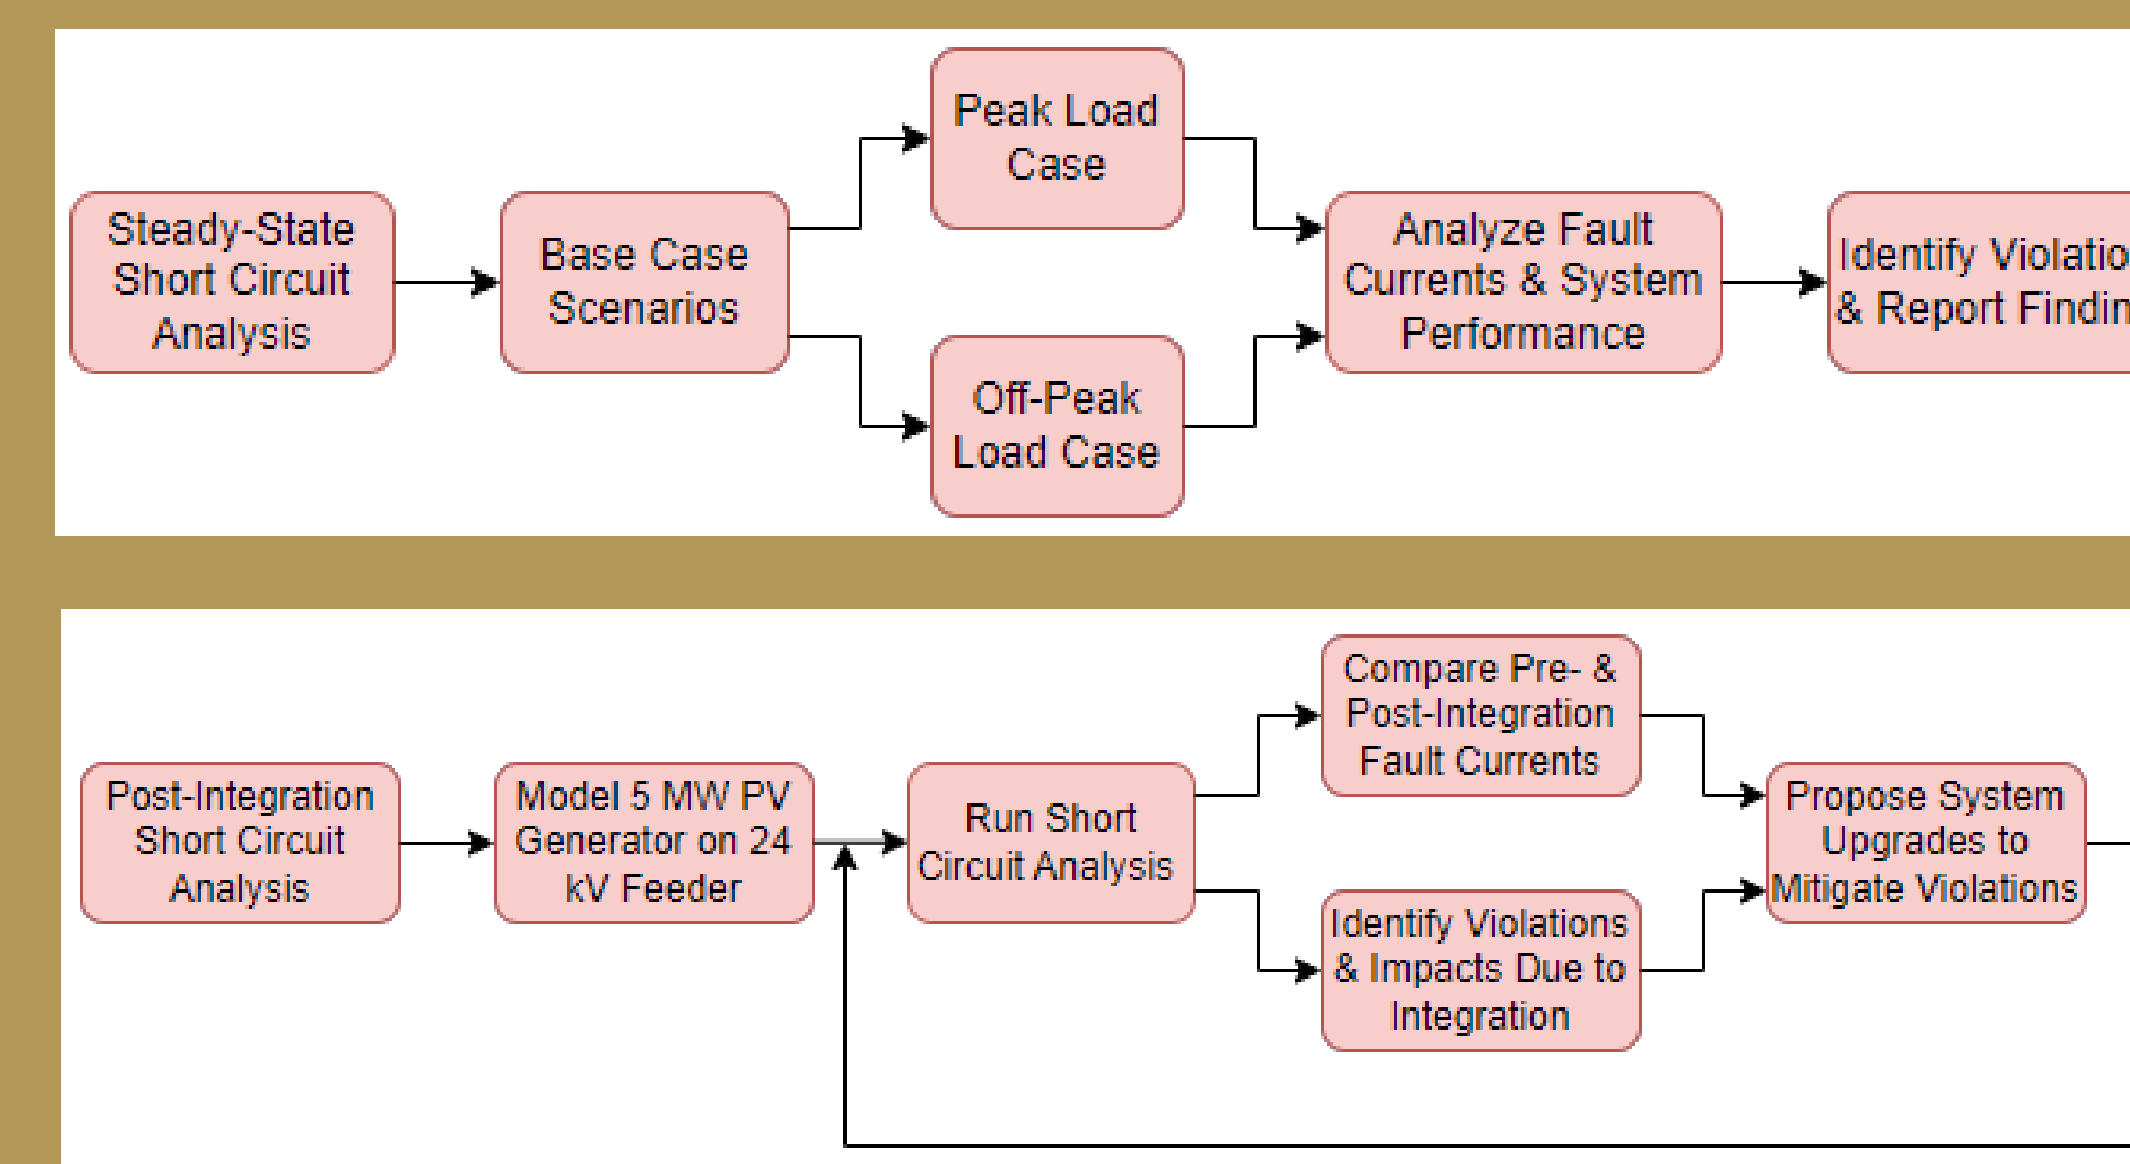 Peak Load
Case
Steady-State
Short Circuit
Analysis
Base Case
Scenarios
Analyze Fault
Currents & System
Performance
Identify
& Report
Off-Peak
Load Case
Compare Pre- &
Post-Integration
Fault Currents
Post-Integration
Short Circuit
Analysis
Model 5 MW PV
Generator on 24
kV Feeder
Run Short
Circuit Analysis
Propose System
Upgrades to
Mitigate Violations
Identify Violations
& Impacts Due to
Integration